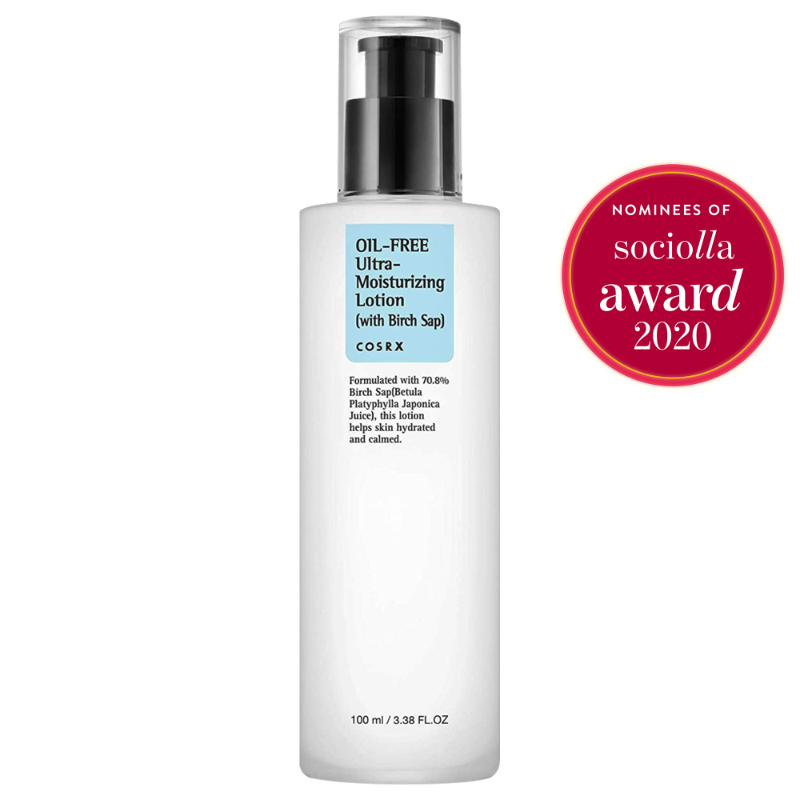 OIL-FREE
Ultra-
Moisturizing
Lotion
(with Birch Sap)
COSRX
Formulated with 70.8%
Birch Sap(Betula
Platyphylla Japonica
Juice), this lotion
helps skin hydrated
and calmed.
100 ml / 3.38 FL.OZ
NOMINEES OF
sociolla
award
2020